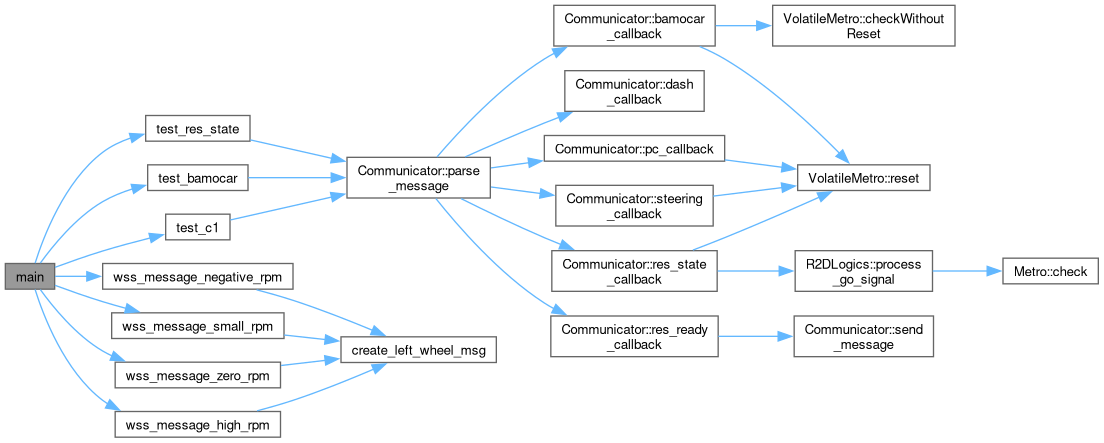 main
test_res_state
test_bamocar
test_c1
wss_message_negative_rpm
wss_message_small_rpm
wss_message_zero_rpm
wss_message_high_rpm
Communicator::parse
_message
create_left_wheel_msg
Communicator::bamocar
_callback
Communicator::dash
_callback
Communicator::pc_callback
Communicator::steering
_callback
Communicator::res_state
_callback
Communicator::res_ready
_callback
VolatileMetro::checkWithout
Reset
VolatileMetro::reset
R2DLogics::process
_go_signal
Communicator::send
_message
Metro::check